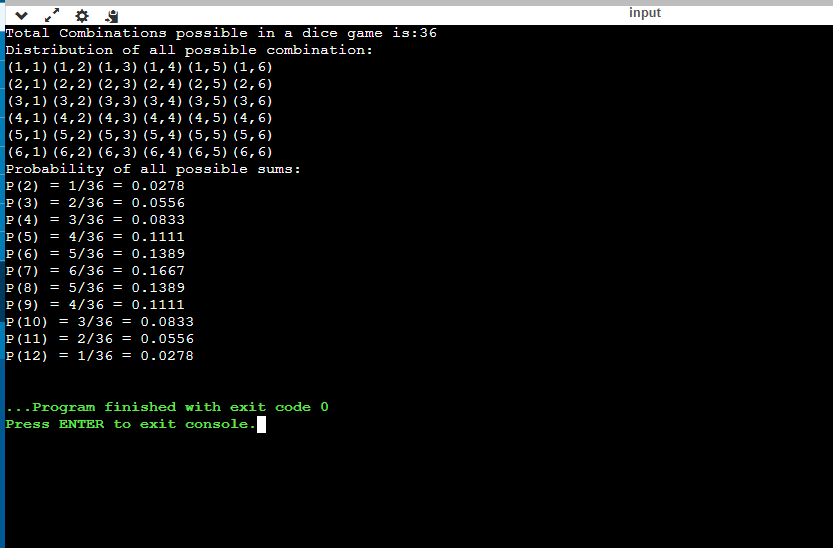 input
Total Combinations possible in a dice game is:36
Distribution of all possible combination:
(1,1)(1,2)(1,3)(1,4)(1,5)(1,6)
(2,1)(2,2)(2,3)(2,4)(2,5)(2,6)
(3,1)(3,2)(3,3)(3,4)(3,5)(3,6)
(4,1)(4,2)(4,3)(4,4)(4,5)(4,6)
(5,1)(5,2)(5,3)(5,4)(5,5)(5,6)
(6,1)(6,2)(6,3)(6,4)(6,5)(6,6)
Probability of all possible sums:
P(2) = 1/36 = 0.0278
P(3) = 2/36 = 0.0556
P(4) = 3/36 = 0.0833
P(5) = 4/36 = 0.1111
P(6) = 5/36 = 0.1389
P(7) = 6/36 = 0.1667
P(8) = 5/36 = 0.1389
P(9) = 4/36 = 0.1111
P(10) = 3/36 = 0.0833
P(11) = 2/36 = 0.0556
P(12) = 1/36 = 0.0278
...Program finished with exit code 0
Press ENTER to exit console.